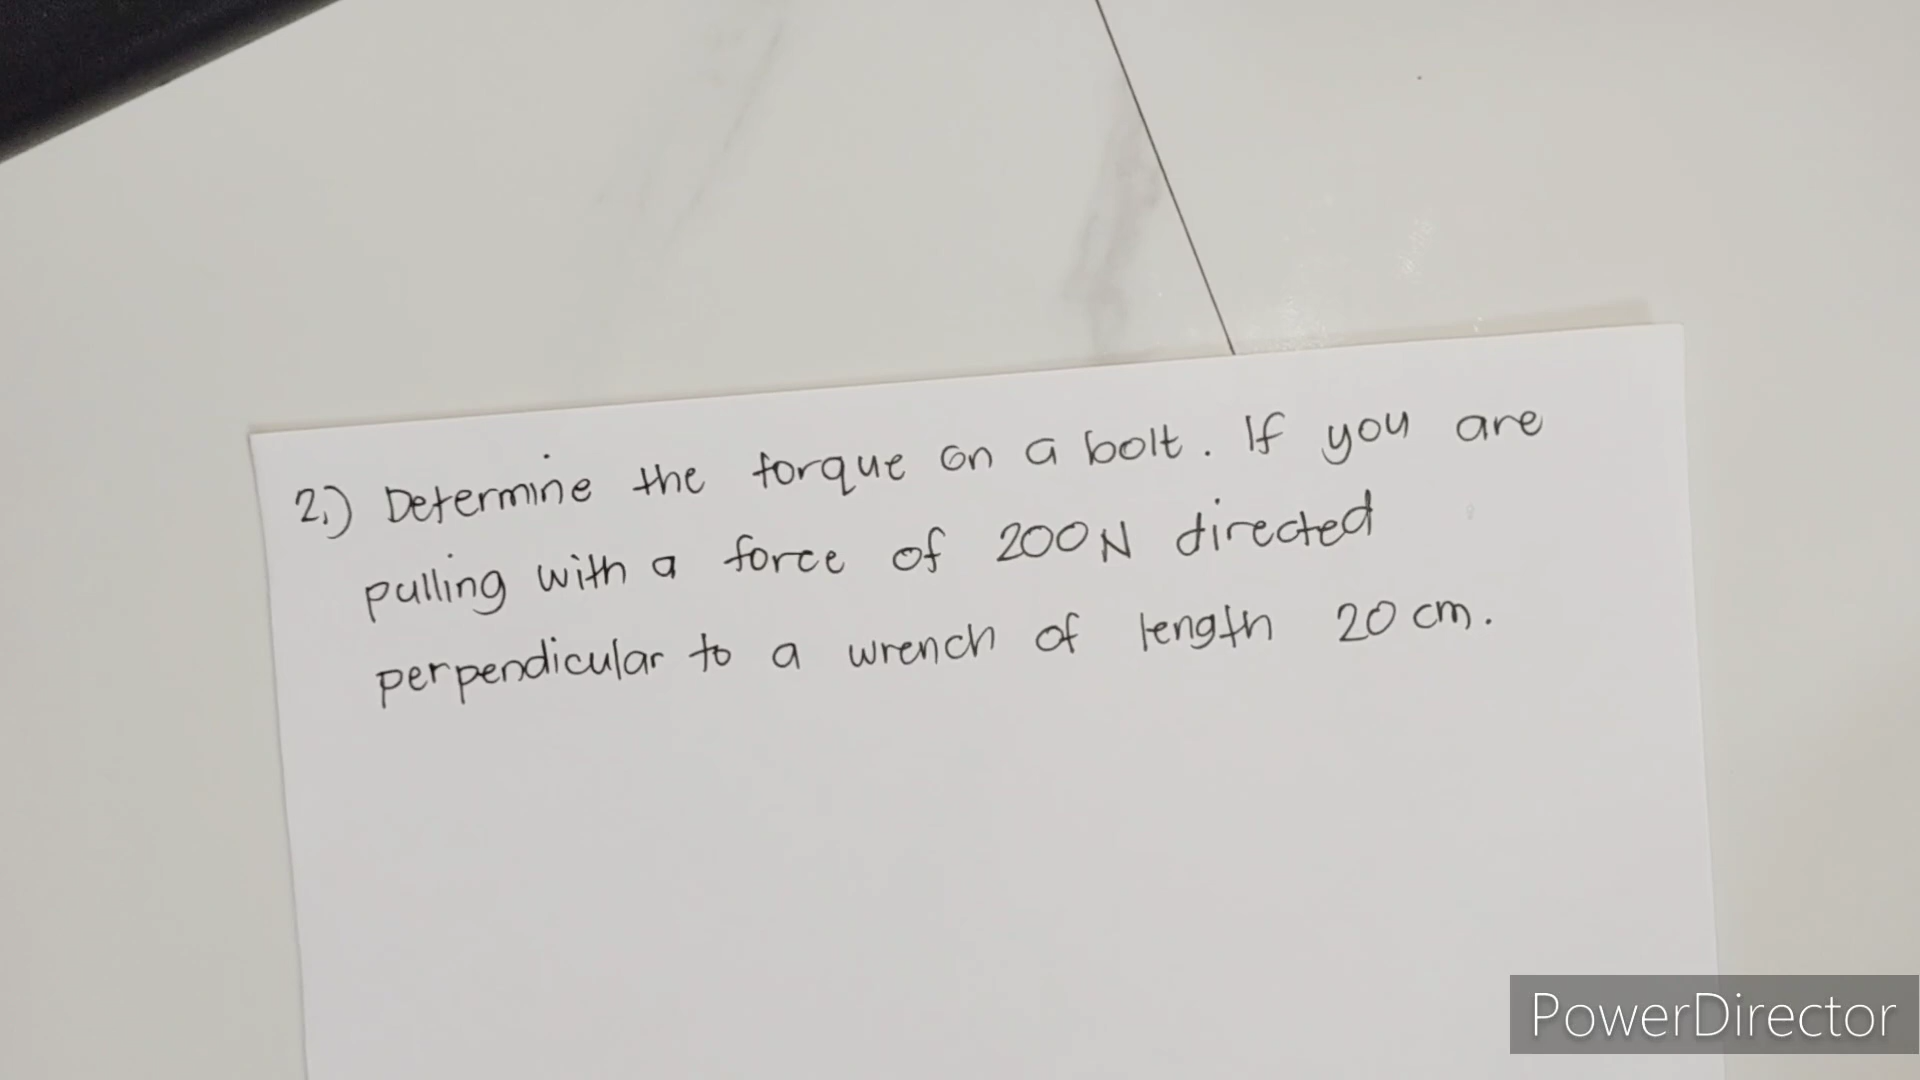 2.) Determine the torque on a bolt. If you are
pulling with a force of 200N directed
perpendicular to a wrench of length 20 cm.
PowerDirector